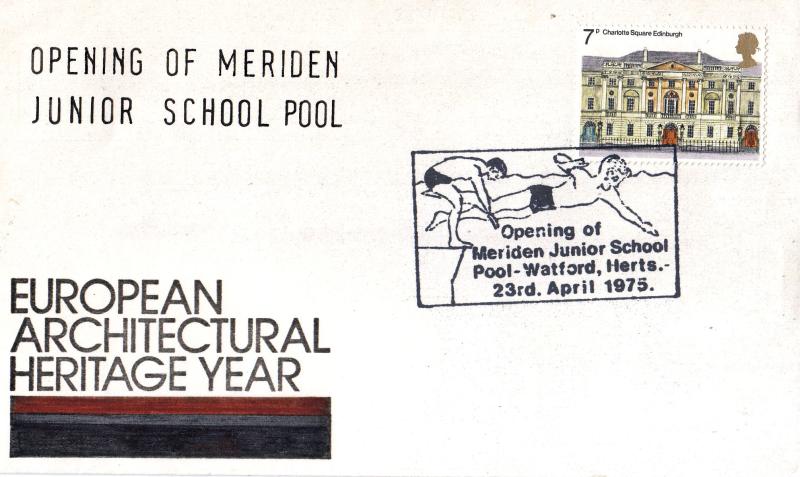 OPENING OF MERIDEN
JUNIOR SCHOOL POOL
7P Charlotte Square Edinburgh
Opening of
Meriden Junior School
Pool-Watford, Herts.-
23rd. April 1975.
EUROPEAN
ARCHITECTURAL
HERITAGE YEAR